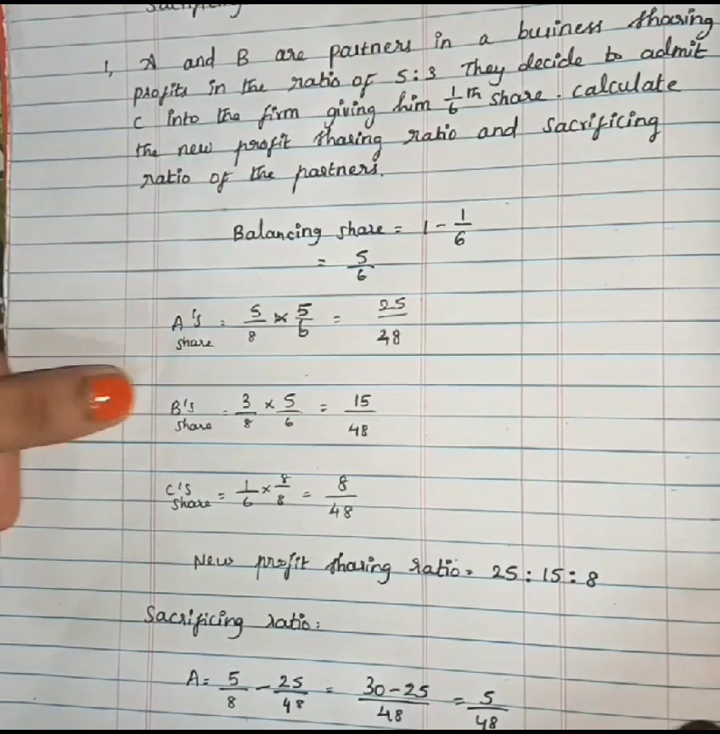 Sacrificing
1, A and B are partners in a business sharing
profits in the ratio of 5:3 They decide to admit
C into the firm giving him 1/6 th share. calculate
the new profit sharing ratio and sacrificing
ratio of the partners.
Balancing share = 1 - 1/6
= 5/6
A's share = 5/8 × 5/6 = 25/48
B's share = 3/8 × 5/6 = 15/48
C's share = 1/6 × 8/8 = 8/48
New profit sharing ratio = 25 : 15 : 8
Sacrificing ratio:
A = 5/8 - 25/48 = 30-25/48 = 5/48